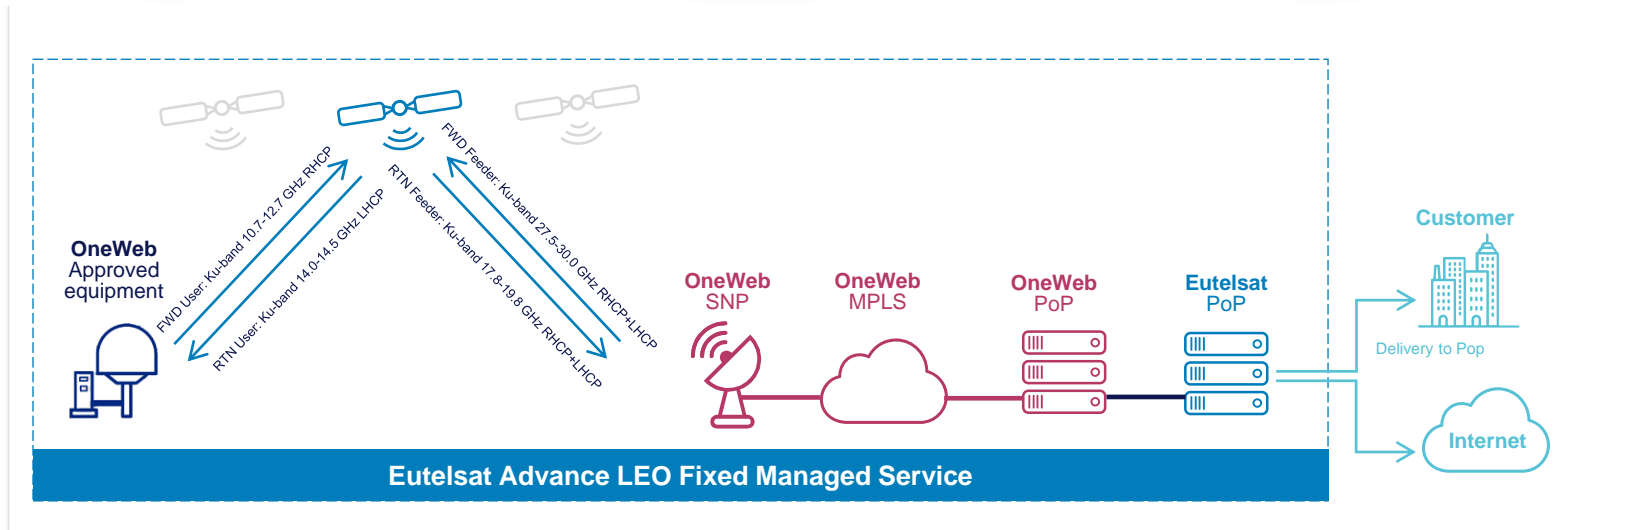 FWD User: Ku-band 10.7-12.7 GHz RHCP
RTN User: Ku-band 14.0-14.5 GHz LHCP
RTN Feeder: Ku-band 17.8-19.8 GHz RHCP+LHCP
FWD Feeder: Ku-band 27.5-30.0 GHz RHCP+LHCP
OneWeb
Approved
equipment
OneWeb
SNP
OneWeb
MPLS
OneWeb
PoP
Eutelsat
PoP
Customer
Delivery to Pop
Internet
Eutelsat Advance LEO Fixed Managed Service